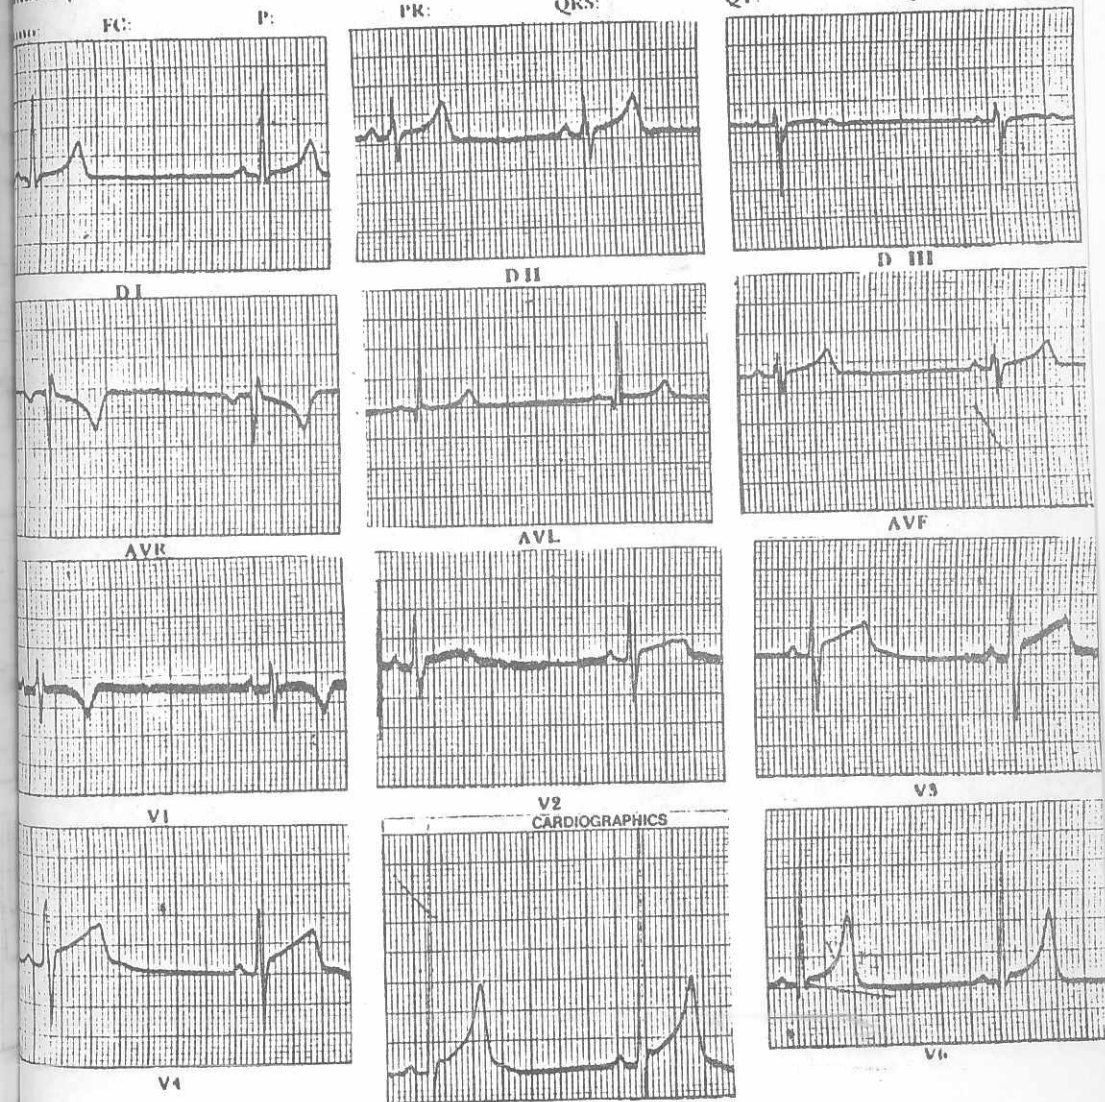 FC: P: PR: QRS:
D I D II D III
AVR AVL AVF
V1 V2 V3
CARDIOGRAPHICS
V4 V6